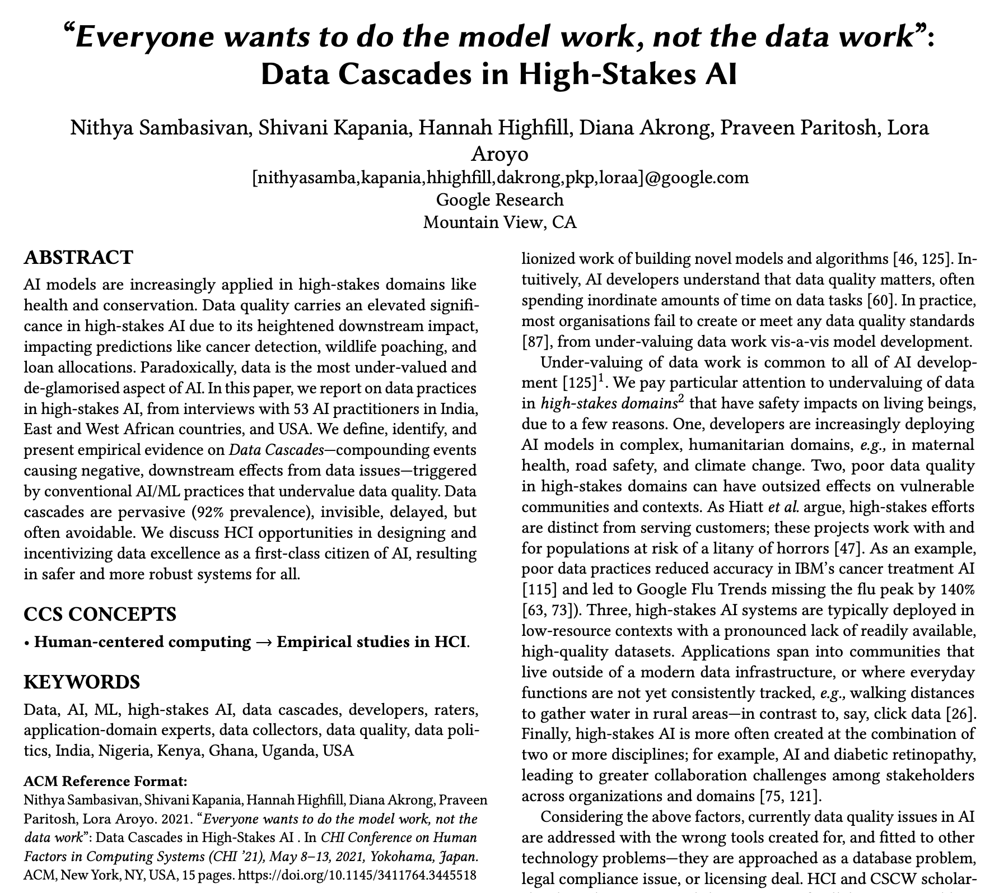 “Everyone wants to do the model work, not the data work”:
Data Cascades in High-Stakes AI
Nithya Sambasivan, Shivani Kapania, Hannah Highfill, Diana Akrong, Praveen Paritosh, Lora
Aroyo
[nithyasamba,kapania,hhighfill,dakrong,pkp,loraa]@google.com
Google Research
Mountain View, CA
ABSTRACT
AI models are increasingly applied in high-stakes domains like
health and conservation. Data quality carries an elevated signifi-
cance in high-stakes AI due to its heightened downstream impact,
impacting predictions like cancer detection, wildlife poaching, and
loan allocations. Paradoxically, data is the most under-valued and
de-glamorised aspect of AI. In this paper, we report on data practices
in high-stakes AI, from interviews with 53 AI practitioners in India,
East and West African countries, and USA. We define, identify, and
present empirical evidence on Data Cascades—compounding events
causing negative, downstream effects from data issues—triggered
by conventional AI/ML practices that undervalue data quality. Data
cascades are pervasive (92% prevalence), invisible, delayed, but
often avoidable. We discuss HCI opportunities in designing and
incentivizing data excellence as a first-class citizen of AI, resulting
in safer and more robust systems for all.
CCS CONCEPTS
• Human-centered computing → Empirical studies in HCI.
KEYWORDS
Data, AI, ML, high-stakes AI, data cascades, developers, raters,
application-domain experts, data collectors, data quality, data poli-
tics, India, Nigeria, Kenya, Ghana, Uganda, USA
ACM Reference Format:
Nithya Sambasivan, Shivani Kapania, Hannah Highfill, Diana Akrong, Praveen
Paritosh, Lora Aroyo. 2021. “Everyone wants to do the model work, not the
data work”: Data Cascades in High-Stakes AI . In CHI Conference on Human
Factors in Computing Systems (CHI ’21), May 8–13, 2021, Yokohama, Japan.
ACM, New York, NY, USA, 15 pages. https://doi.org/10.1145/3411764.3445518
lionized work of building novel models and algorithms [46, 125]. In-
tuitively, AI developers understand that data quality matters, often
spending inordinate amounts of time on data tasks [60]. In practice,
most organisations fail to create or meet any data quality standards
[87], from under-valuing data work vis-a-vis model development.
Under-valuing of data work is common to all of AI develop-
ment [125]¹. We pay particular attention to undervaluing of data
in high-stakes domains² that have safety impacts on living beings,
due to a few reasons. One, developers are increasingly deploying
AI models in complex, humanitarian domains, e.g., in maternal
health, road safety, and climate change. Two, poor data quality
in high-stakes domains can have outsized effects on vulnerable
communities and contexts. As Hiatt et al. argue, high-stakes efforts
are distinct from serving customers; these projects work with and
for populations at risk of a litany of horrors [47]. As an example,
poor data practices reduced accuracy in IBM’s cancer treatment AI
[115] and led to Google Flu Trends missing the flu peak by 140%
[63, 73]). Three, high-stakes AI systems are typically deployed in
low-resource contexts with a pronounced lack of readily available,
high-quality datasets. Applications span into communities that
live outside of a modern data infrastructure, or where everyday
functions are not yet consistently tracked, e.g., walking distances
to gather water in rural areas—in contrast to, say, click data [26].
Finally, high-stakes AI is more often created at the combination of
two or more disciplines; for example, AI and diabetic retinopathy,
leading to greater collaboration challenges among stakeholders
across organizations and domains [75, 121].
Considering the above factors, currently data quality issues in AI
are addressed with the wrong tools created for, and fitted to other
technology problems—they are approached as a database problem,
legal compliance issue, or licensing deal. HCI and CSCW scholar-